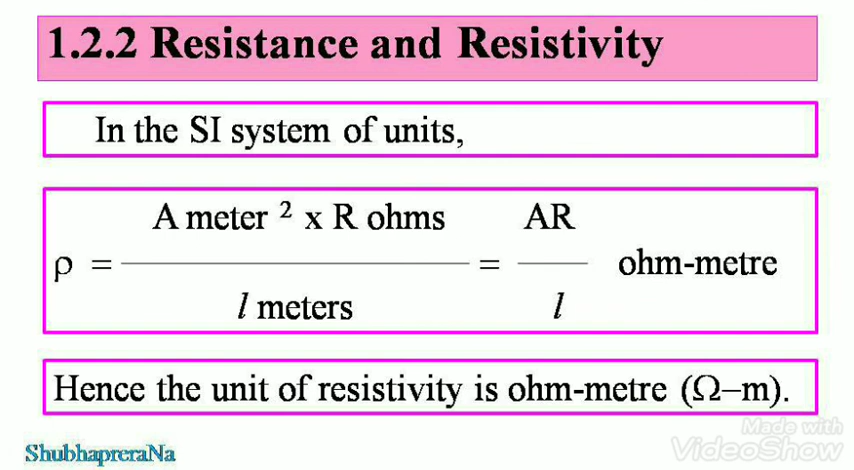 1.2.2 Resistance and Resistivity
In the SI system of units,
A meter ² x R ohms AR
ρ = = ohm-metre
l meters l
Hence the unit of resistivity is ohm-metre (Ω–m).
ShubhapreraNa
Made with
VideoShow